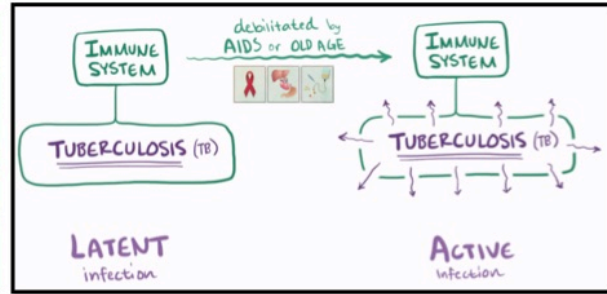 IMMUNE
SYSTEM
debilitated by
AIDS or OLD AGE
IMMUNE
SYSTEM
TUBERCULOSIS (TB)
TUBERCULOSIS (TB)
LATENT
infection
ACTIVE
infection